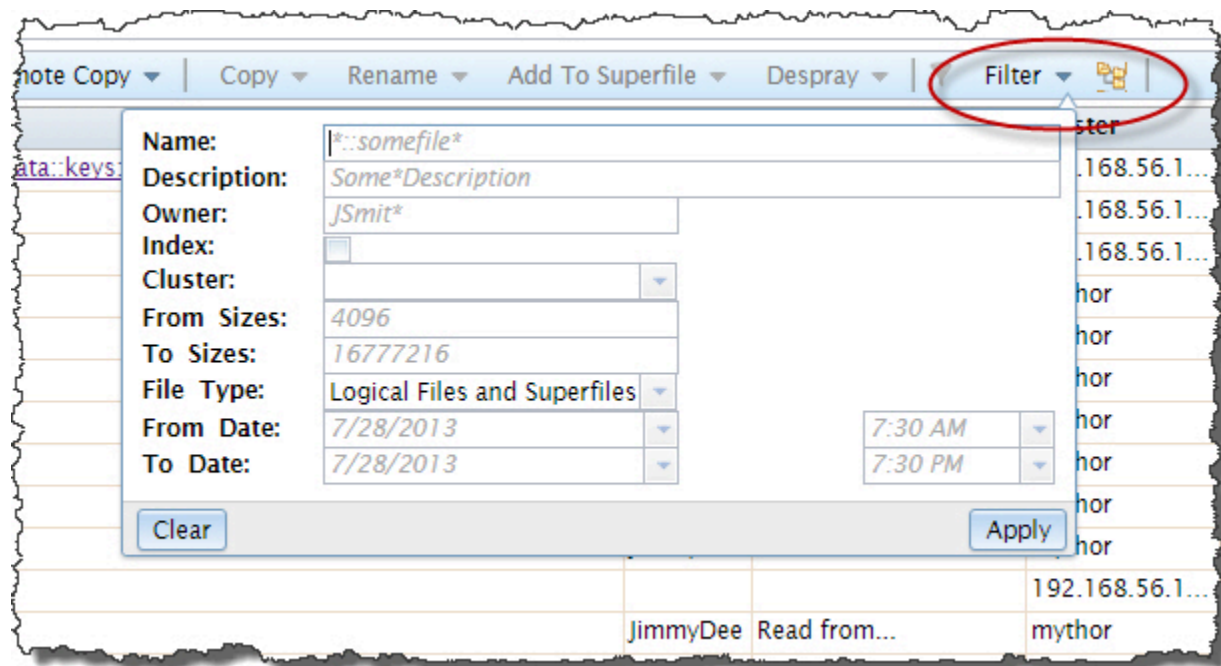 mote Copy Copy Rename Add To Superfile Despray Filter
ster
Name: *::somefile*
ata::keys: .168.56.1...
Description: Some*Description
Owner: JSmit* .168.56.1...
Index: .168.56.1...
Cluster: hor
From Sizes: 4096
To Sizes: 16777216 hor
File Type: Logical Files and Superfiles hor
From Date: 7/28/2013 7:30 AM hor
To Date: 7/28/2013 7:30 PM hor
hor
Clear Apply hor
192.168.56.1...
JimmyDee Read from... mythor